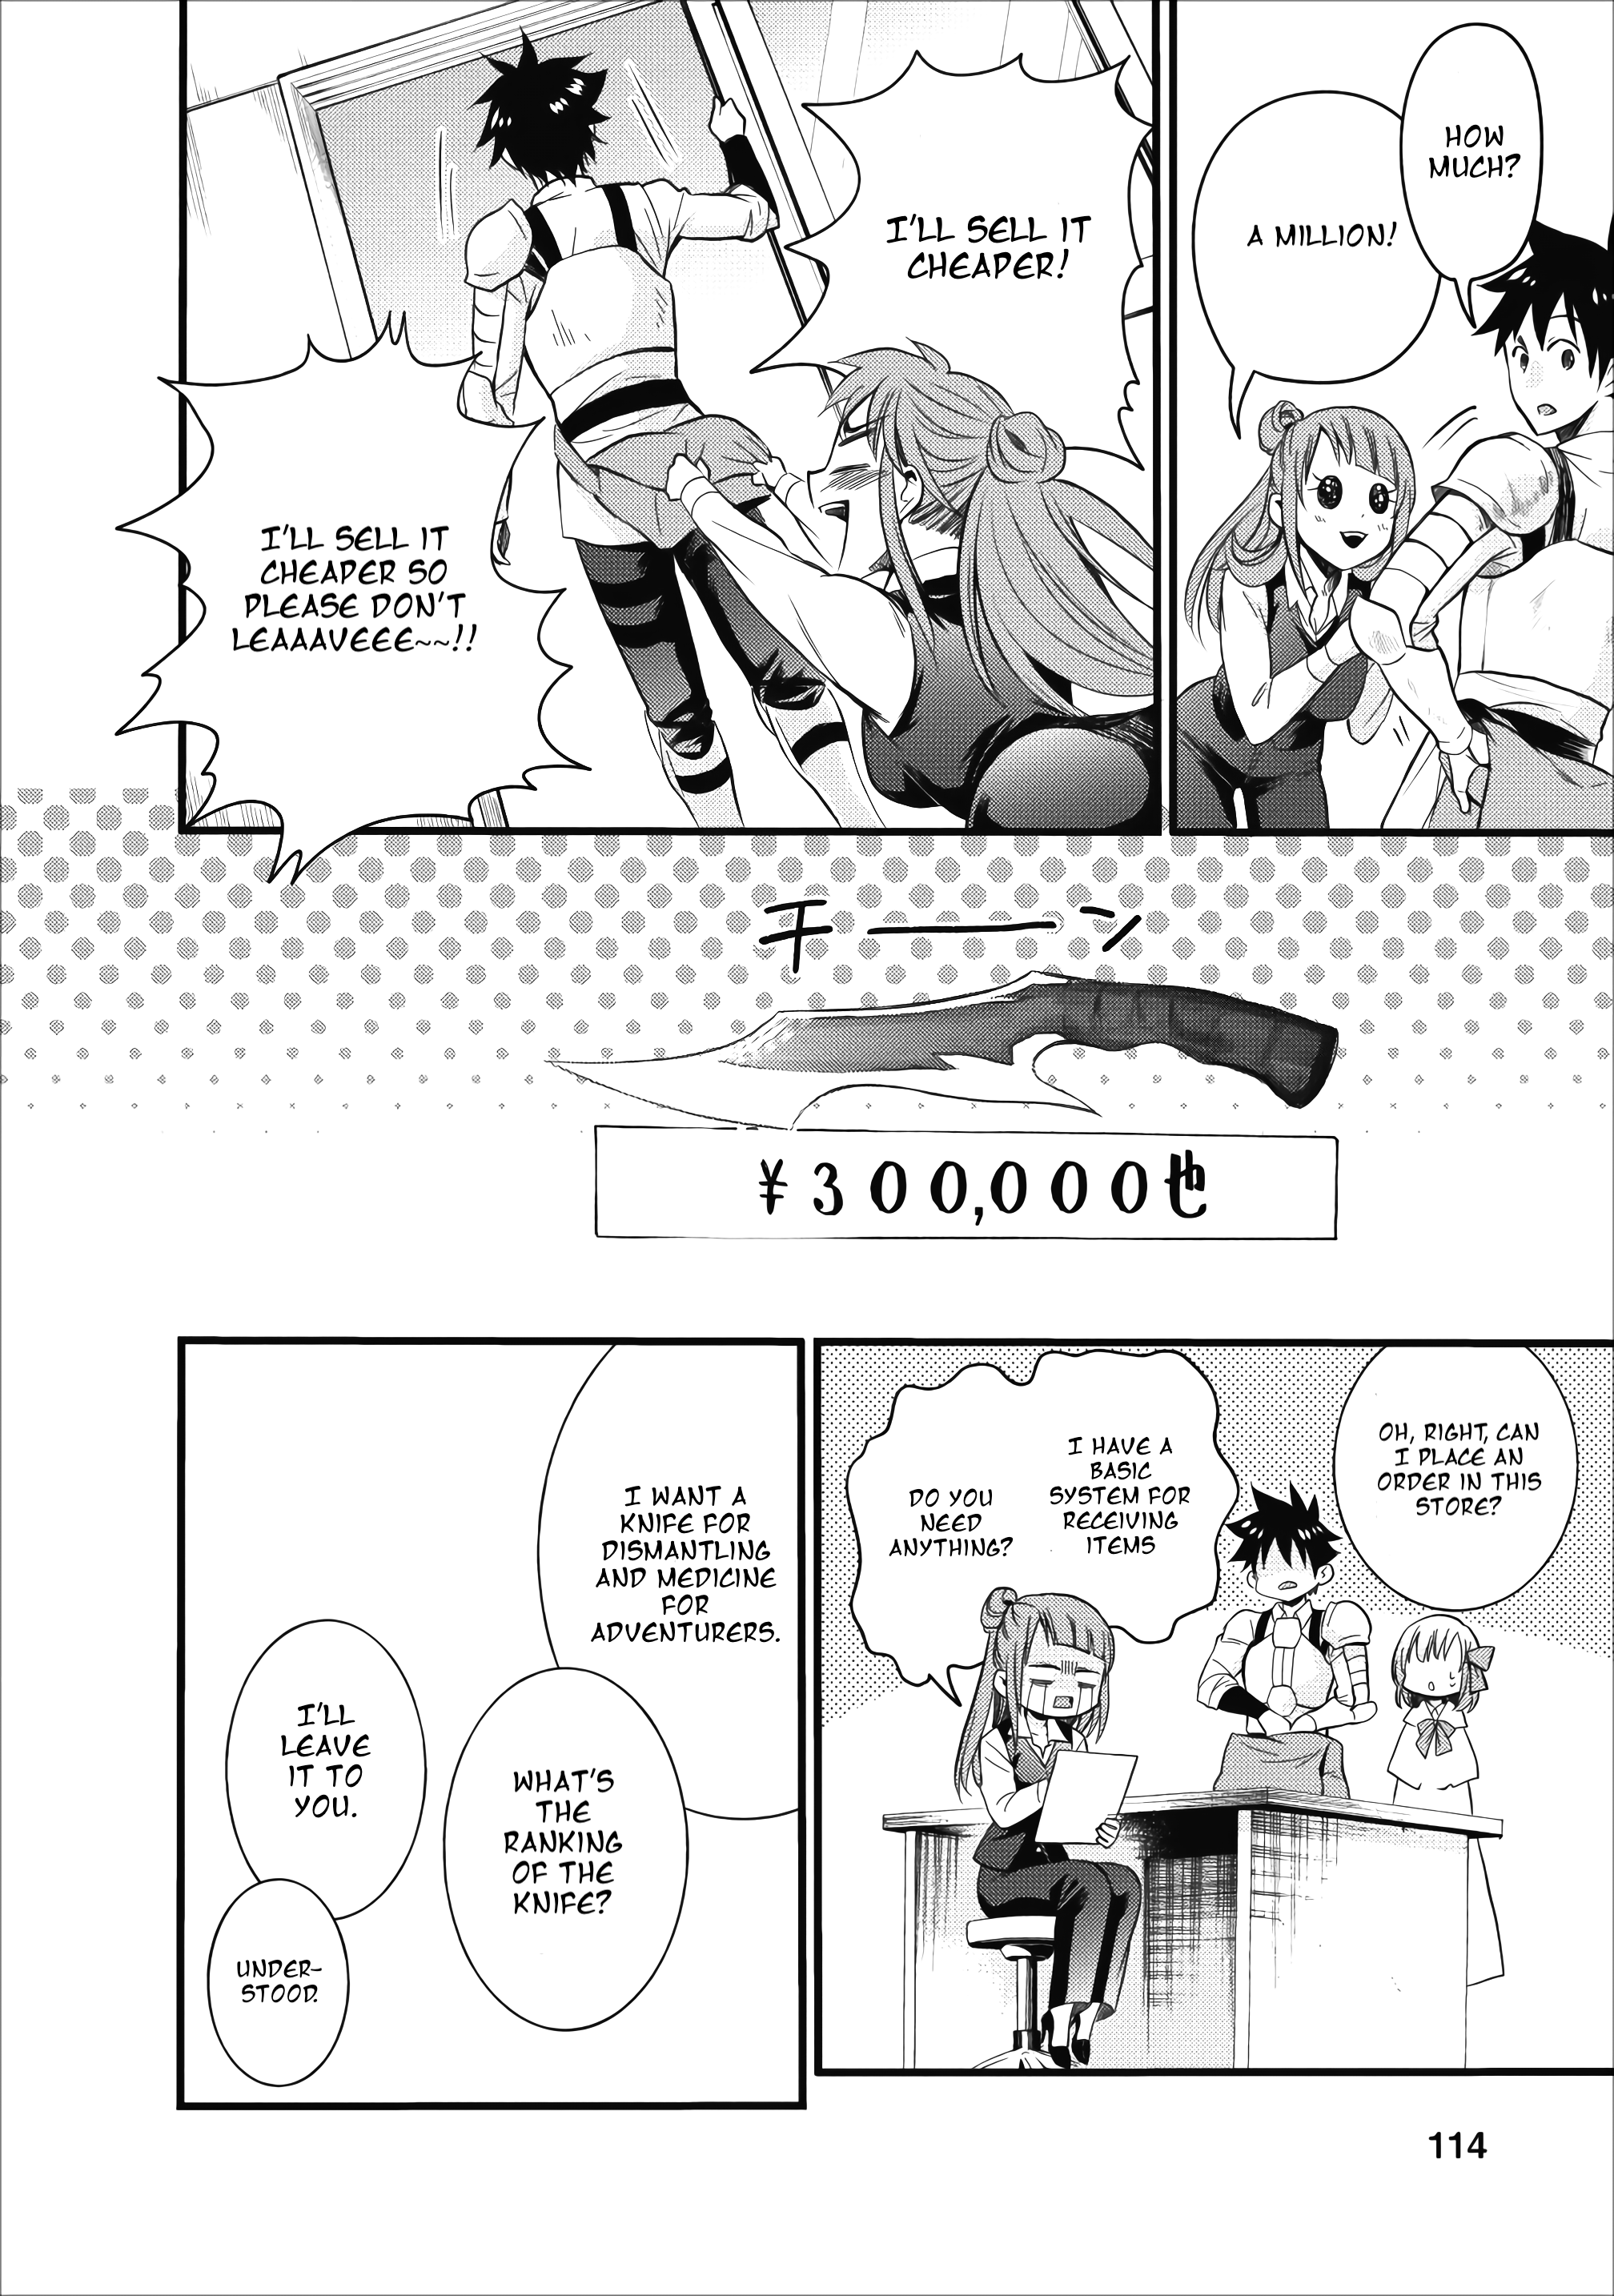 HOW
MUCH?
A MILLION!
I'LL SELL IT
CHEAPER!
I'LL SELL IT
CHEAPER SO
PLEASE DON'T
LEAAAVEEE~~!!
チーン
¥300,000也
OH, RIGHT, CAN
I PLACE AN
ORDER IN THIS
STORE?
I HAVE A
BASIC
SYSTEM FOR
RECEIVING
ITEMS
DO YOU
NEED
ANYTHING?
I WANT A
KNIFE FOR
DISMANTLING
AND MEDICINE
FOR
ADVENTURERS.
WHAT'S
THE
RANKING
OF THE
KNIFE?
I'LL
LEAVE
IT TO
YOU.
UNDER-
STOOD.
114